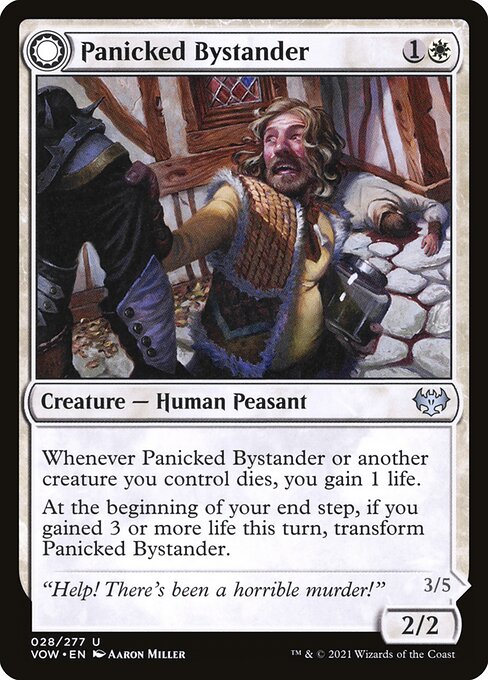 Panicked Bystander 1
Creature — Human Peasant
Whenever Panicked Bystander or another
creature you control dies, you gain 1 life.
At the beginning of your end step, if you
gained 3 or more life this turn, transform
Panicked Bystander.
“Help! There’s been a horrible murder!”
3/5
2/2
028/277 U
VOW • EN Aaron Miller
™ & © 2021 Wizards of the Coast